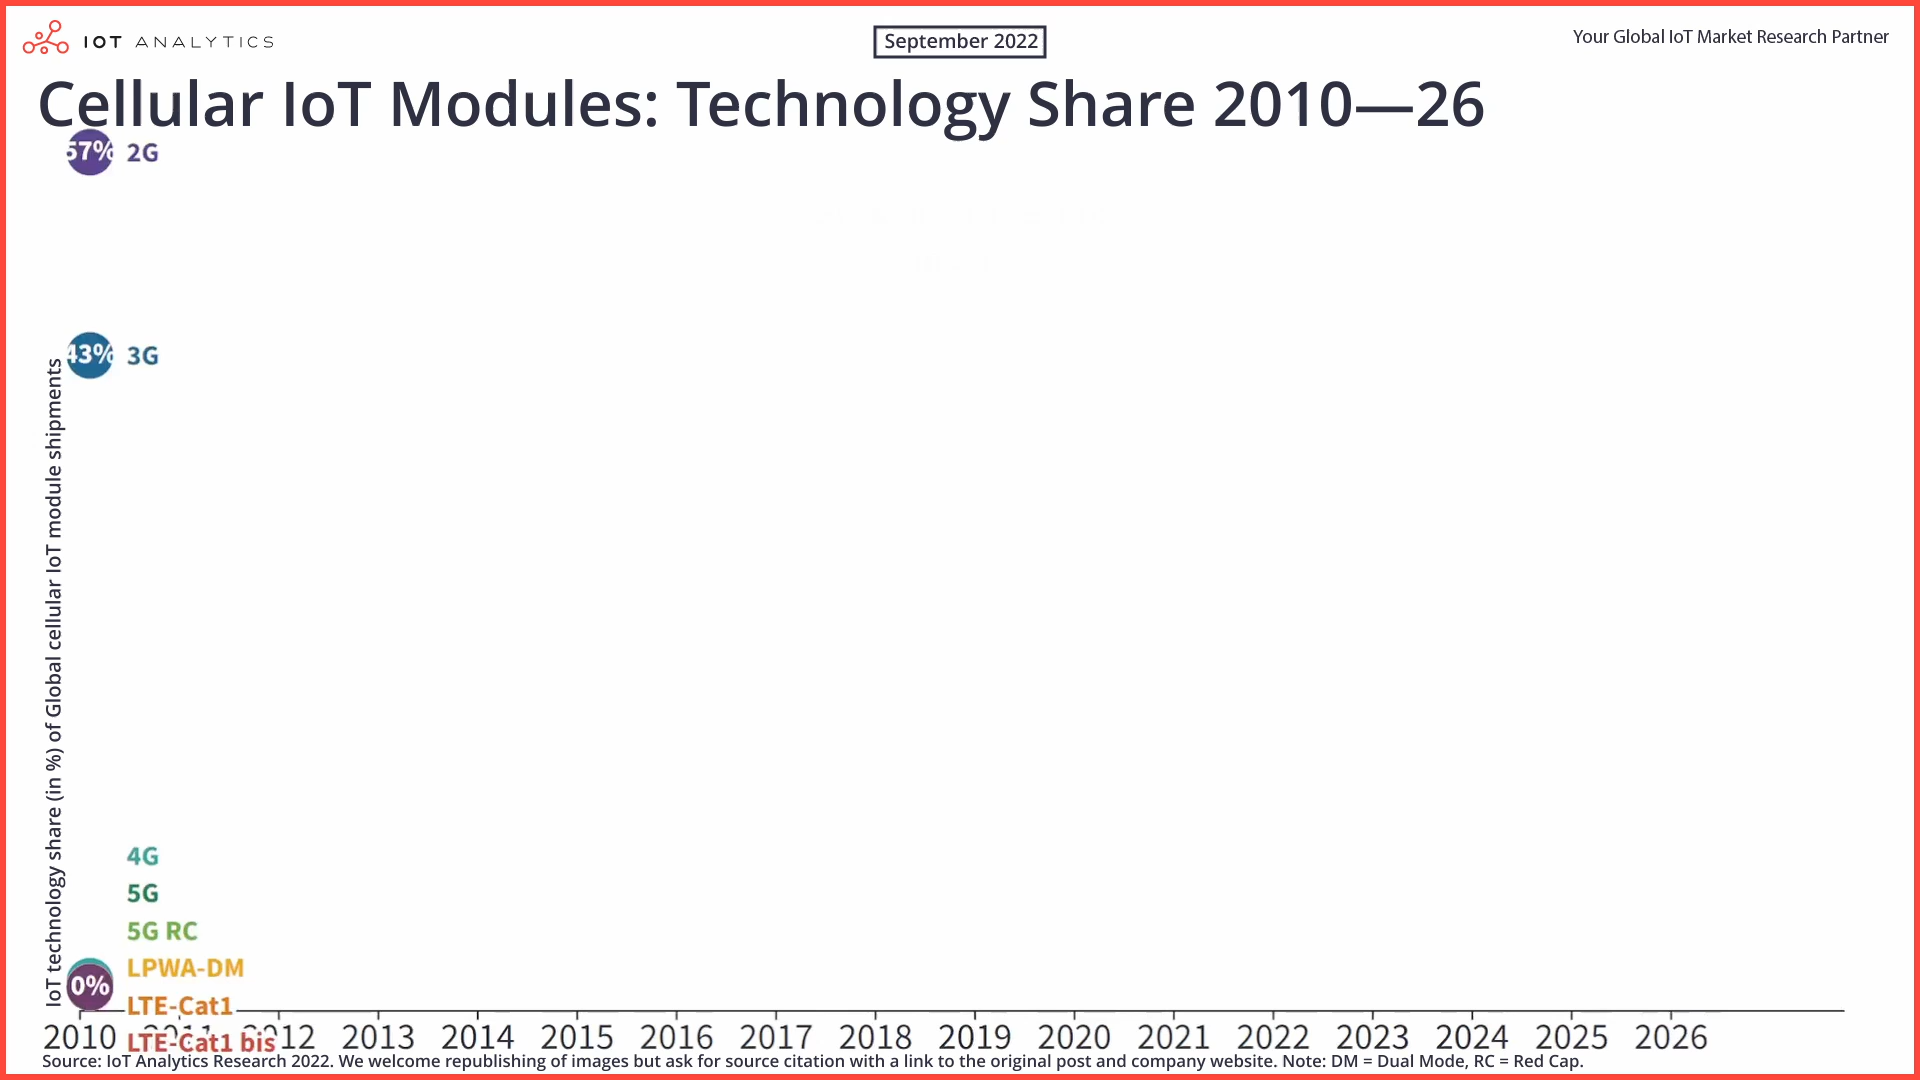 IOT ANALYTICS
September 2022
Your Global IoT Market Research Partner
Cellular IoT Modules: Technology Share 2010—26
57% 2G
43% 3G
IoT technology share (in %) of Global cellular IoT module shipments
4G
5G
5G RC
LPWA-DM
0%
LTE-Cat1
2010 2011 2012 2013 2014 2015 2016 2017 2018 2019 2020 2021 2022 2023 2024 2025 2026
LTE-Cat1 bis
Source: IoT Analytics Research 2022. We welcome republishing of images but ask for source citation with a link to the original post and company website. Note: DM = Dual Mode, RC = Red Cap.